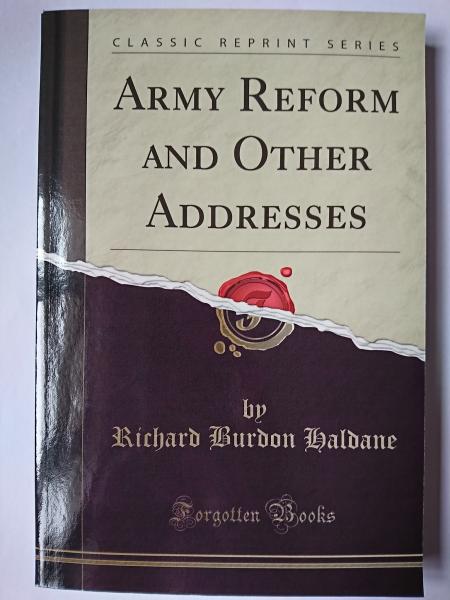 CLASSIC REPRINT SERIES
ARMY REFORM
AND OTHER
ADDRESSES
by
Richard Burdon Haldane
Forgotten Books